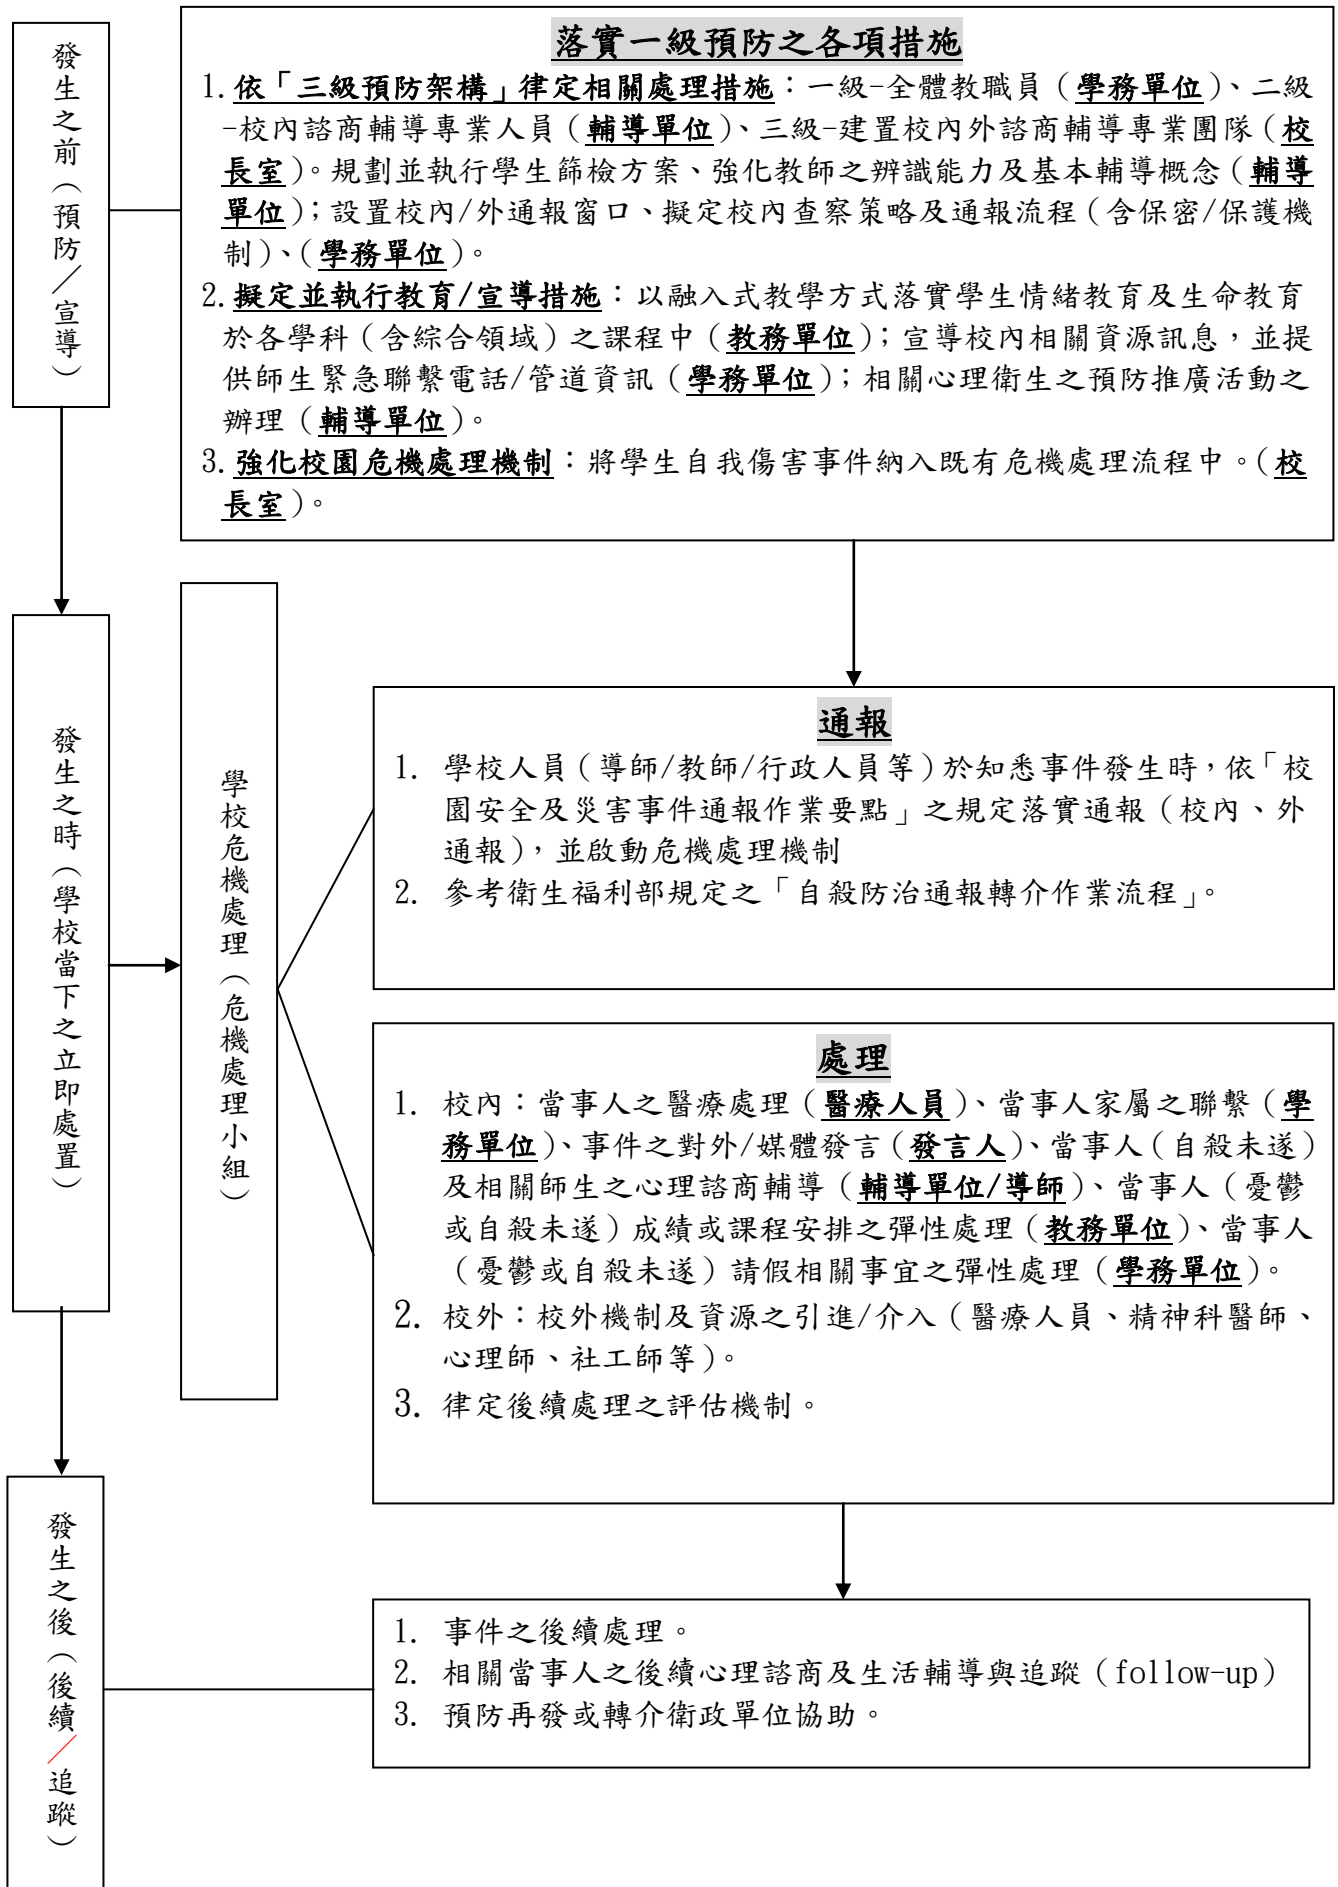 發生之前（預防／宣導）
落實一級預防之各項措施
1.依「三級預防架構」律定相關處理措施：一級-全體教職員（學務單位）、二級
-校內諮商輔導專業人員（輔導單位）、三級-建置校內外諮商輔導專業團隊（校
長室）。規劃並執行學生篩檢方案、強化教師之辨識能力及基本輔導概念（輔導
單位）；設置校內/外通報窗口、擬定校內查察策略及通報流程（含保密/保護機
制）、（學務單位）。
2.擬定並執行教育/宣導措施：以融入式教學方式落實學生情緒教育及生命教育
於各學科（含綜合領域）之課程中（教務單位）；宣導校內相關資源訊息，並提
供師生緊急聯繫電話/管道資訊（學務單位）；相關心理衛生之預防推廣活動之
辦理（輔導單位）。
3.強化校園危機處理機制：將學生自我傷害事件納入既有危機處理流程中。（校
長室）。
發生之時（學校當下之立即處置）
學校危機處理（危機處理小組）
通報
1. 學校人員（導師/教師/行政人員等）於知悉事件發生時，依「校
園安全及災害事件通報作業要點」之規定落實通報（校內、外
通報），並啟動危機處理機制
2. 參考衛生福利部規定之「自殺防治通報轉介作業流程」。
處理
1. 校內：當事人之醫療處理（醫療人員）、當事人家屬之聯繫（學
務單位）、事件之對外/媒體發言（發言人）、當事人（自殺未遂）
及相關師生之心理諮商輔導（輔導單位/導師）、當事人（憂鬱
或自殺未遂）成績或課程安排之彈性處理（教務單位）、當事人
（憂鬱或自殺未遂）請假相關事宜之彈性處理（學務單位）。
2. 校外：校外機制及資源之引進/介入（醫療人員、精神科醫師、
心理師、社工師等）。
3. 律定後續處理之評估機制。
發生之後（後續／追蹤）
1. 事件之後續處理。
2. 相關當事人之後續心理諮商及生活輔導與追蹤（follow-up）
3. 預防再發或轉介衛政單位協助。